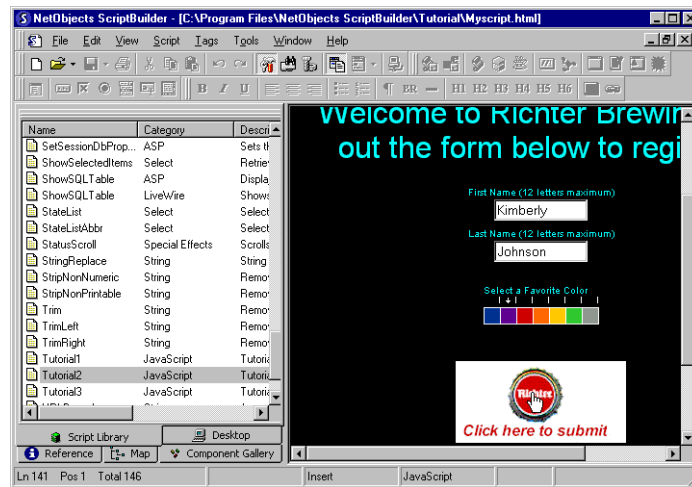 NetObjects ScriptBuilder - [C:\Program Files\NetObjects ScriptBuilder\Tutorial\Myscript.html]
File Edit View Script Tags Tools Window Help
B I U ¶ BR H1 H2 H3 H4 H5 H6
Name Category Descri
SetSessionDbProp... ASP Sets th
ShowSelectedItems Select Retrie
ShowSQLTable ASP Displa
ShowSQLTable LiveWire Shows
StateList Select Select
StateListAbbr Select Select
StatusScroll Special Effects Scrolls
StringReplace String String
StripNonNumeric String Remo
StripNonPrintable String Remo
Trim String Remo
TrimLeft String Remo
TrimRight String Remo
Tutorial1 JavaScript Tutoria
Tutorial2 JavaScript Tutoria
Tutorial3 JavaScript Tutoria
Script Library Desktop
Reference Map Component Gallery
Welcome to Richter Brewin
out the form below to regi
First Name (12 letters maximum)
Kimberly
Last Name (12 letters maximum)
Johnson
Select a Favorite Color
Richter
Click here to submit
Ln 141 Pos 1 Total 146 Insert JavaScript